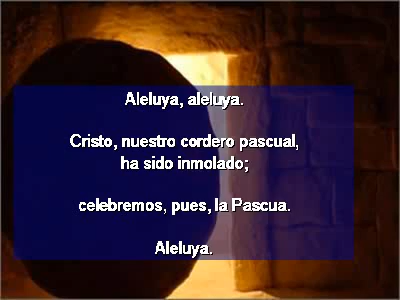 Aleluya, aleluya.
Cristo, nuestro cordero pascual,
ha sido inmolado;
celebremos, pues, la Pascua.
Aleluya.